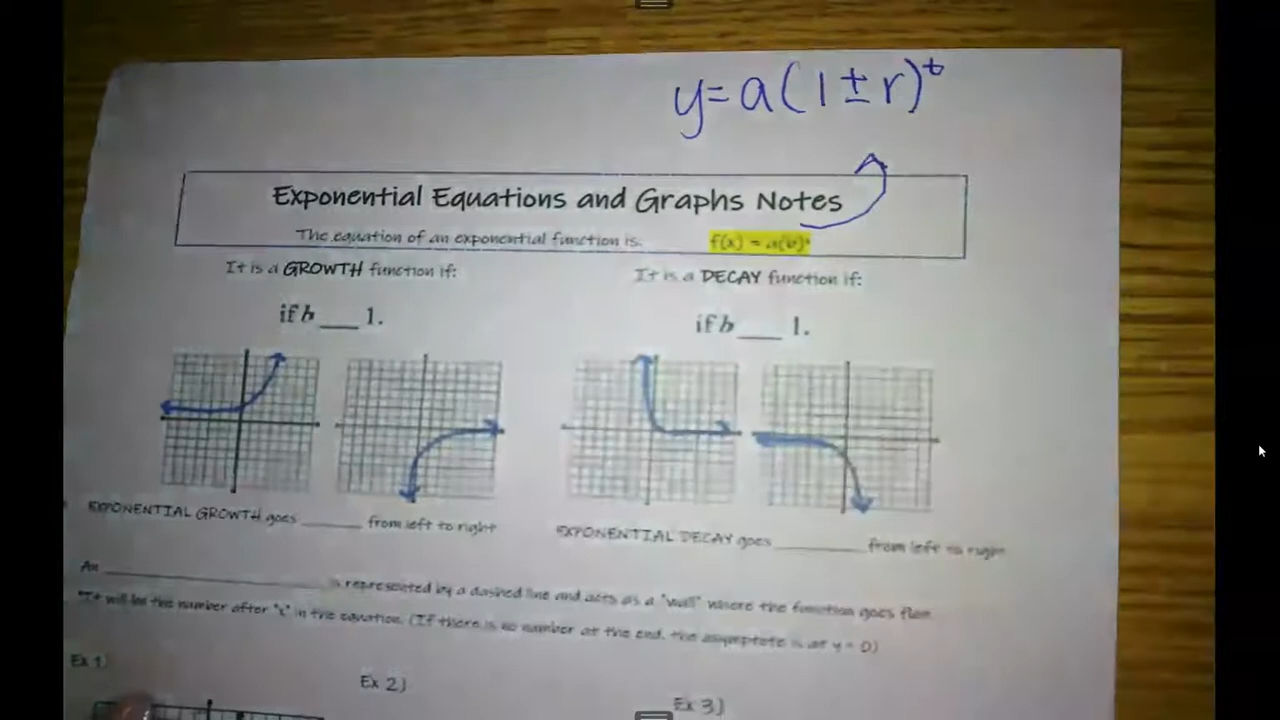 y=a(1±r)^t
Exponential Equations and Graphs Notes
The equation of an exponential function is: f(x) = a(b)ˣ
It is a GROWTH function if: It is a DECAY function if:
if b ___ 1. if b ___ 1.
EXPONENTIAL GROWTH goes ______ from left to right EXPONENTIAL DECAY goes ________ from left to right
An ____________________ is represented by a dashed line and acts as a "wall" where the function goes flat.
*It will be the number after "x" in the equation. (If there is no number at the end, the asymptote is at y = 0)
Ex 1) Ex 2) Ex 3)